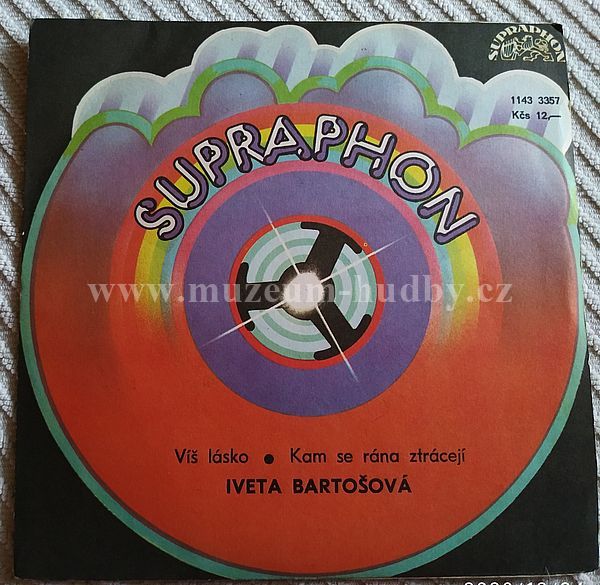 SUPRAPHON
1143 3357
Kčs 12,—
SUPRAPHON
www.muzeum-hudby.cz
Víš lásko ● Kam se rána ztrácejí
IVETA BARTOŠOVÁ